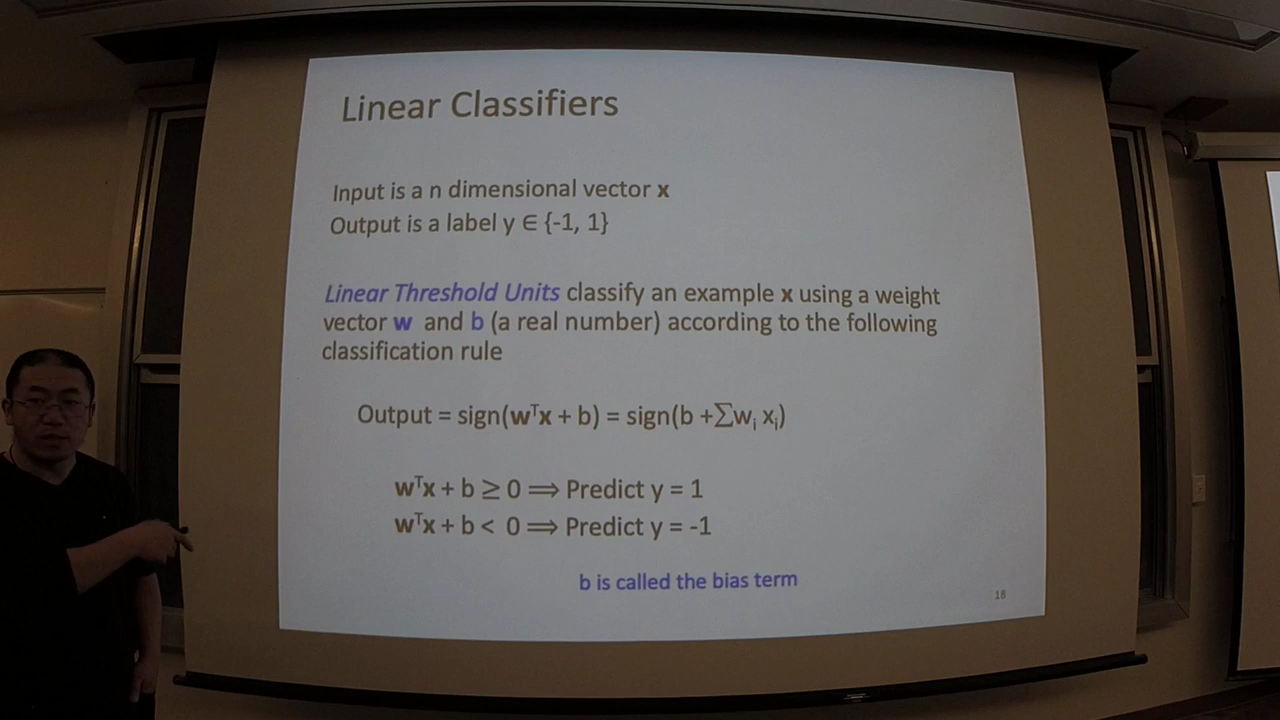 Linear Classifiers
Input is a n dimensional vector x
Output is a label y ∈ {-1, 1}
Linear Threshold Units classify an example x using a weight
vector w and b (a real number) according to the following
classification rule
Output = sign(wᵀx + b) = sign(b +∑wᵢ xᵢ)
wᵀx + b ≥ 0 ⟹ Predict y = 1
wᵀx + b < 0 ⟹ Predict y = -1
b is called the bias term
18